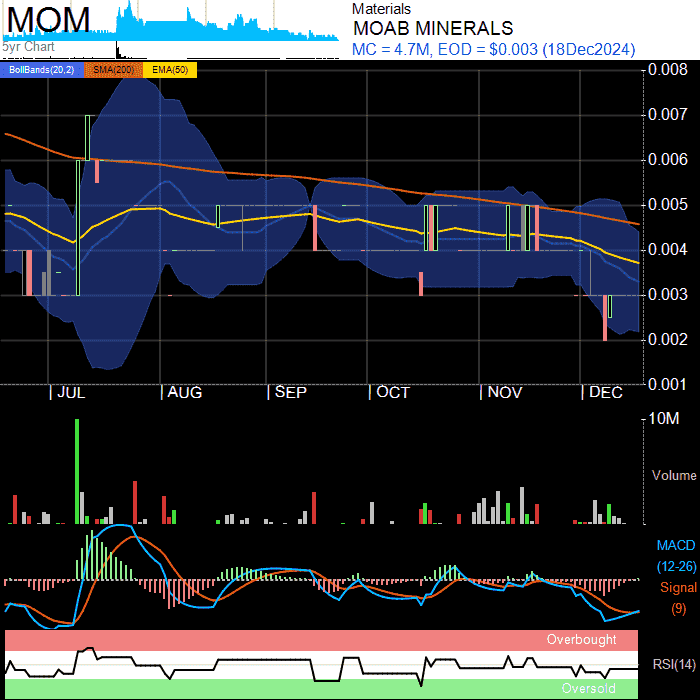 MOM
5yr Chart
Materials
MOAB MINERALS
MC = 4.7M, EOD = $0.003 (18Dec2024)
BollBands(20,2) SMA(200) EMA(50)
0.008
0.007
0.006
0.005
0.004
0.003
0.002
0.001
JUL AUG SEP OCT NOV DEC
10M
Volume
MACD
(12-26)
Signal
(9)
Overbought
RSI(14)
Oversold